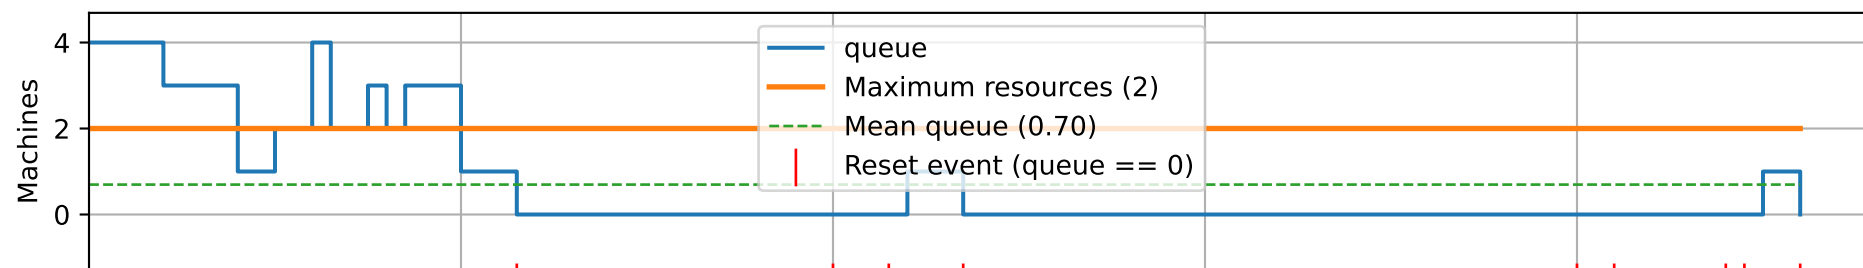 4
2
0
Machines
queue
Maximum resources (2)
Mean queue (0.70)
Reset event (queue == 0)